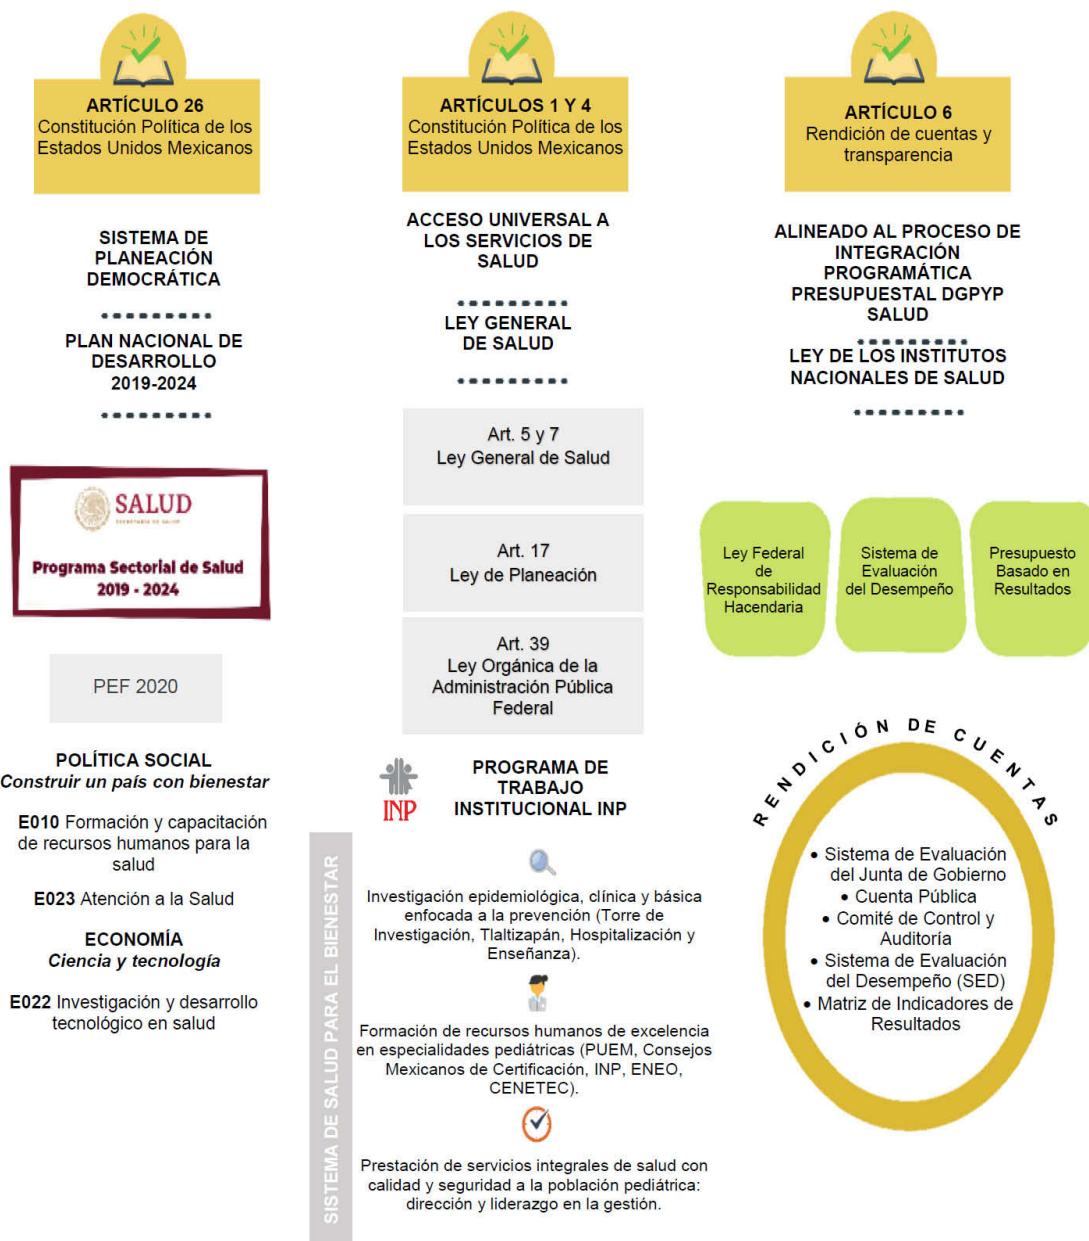 ARTÍCULO 26
Constitución Política de los
Estados Unidos Mexicanos
SISTEMA DE
PLANEACIÓN
DEMOCRÁTICA
PLAN NACIONAL DE
DESARROLLO
2019-2024
SALUD
SECRETARÍA DE SALUD
Programa Sectorial de Salud
2019 - 2024
PEF 2020
POLÍTICA SOCIAL
Construir un país con bienestar
E010 Formación y capacitación
de recursos humanos para la
salud
E023 Atención a la Salud
ECONOMÍA
Ciencia y tecnología
E022 Investigación y desarrollo
tecnológico en salud
ARTÍCULOS 1 Y 4
Constitución Política de los
Estados Unidos Mexicanos
ACCESO UNIVERSAL A
LOS SERVICIOS DE
SALUD
LEY GENERAL
DE SALUD
Art. 5 y 7
Ley General de Salud
Art. 17
Ley de Planeación
Art. 39
Ley Orgánica de la
Administración Pública
Federal
INP
PROGRAMA DE
TRABAJO
INSTITUCIONAL INP
SISTEMA DE SALUD PARA EL BIENESTAR
Investigación epidemiológica, clínica y básica
enfocada a la prevención (Torre de
Investigación, Tlaltizapán, Hospitalización y
Enseñanza).
Formación de recursos humanos de excelencia
en especialidades pediátricas (PUEM, Consejos
Mexicanos de Certificación, INP, ENEO,
CENETEC).
Prestación de servicios integrales de salud con
calidad y seguridad a la población pediátrica:
dirección y liderazgo en la gestión.
ARTÍCULO 6
Rendición de cuentas y
transparencia
ALINEADO AL PROCESO DE
INTEGRACIÓN
PROGRAMÁTICA
PRESUPUESTAL DGPYP
SALUD
LEY DE LOS INSTITUTOS
NACIONALES DE SALUD
Ley Federal
de
Responsabilidad
Hacendaria
Sistema de
Evaluación
del Desempeño
Presupuesto
Basado en
Resultados
RENDICIÓN DE CUENTAS
• Sistema de Evaluación
del Junta de Gobierno
• Cuenta Pública
• Comité de Control y
Auditoría
• Sistema de Evaluación
del Desempeño (SED)
• Matriz de Indicadores de
Resultados